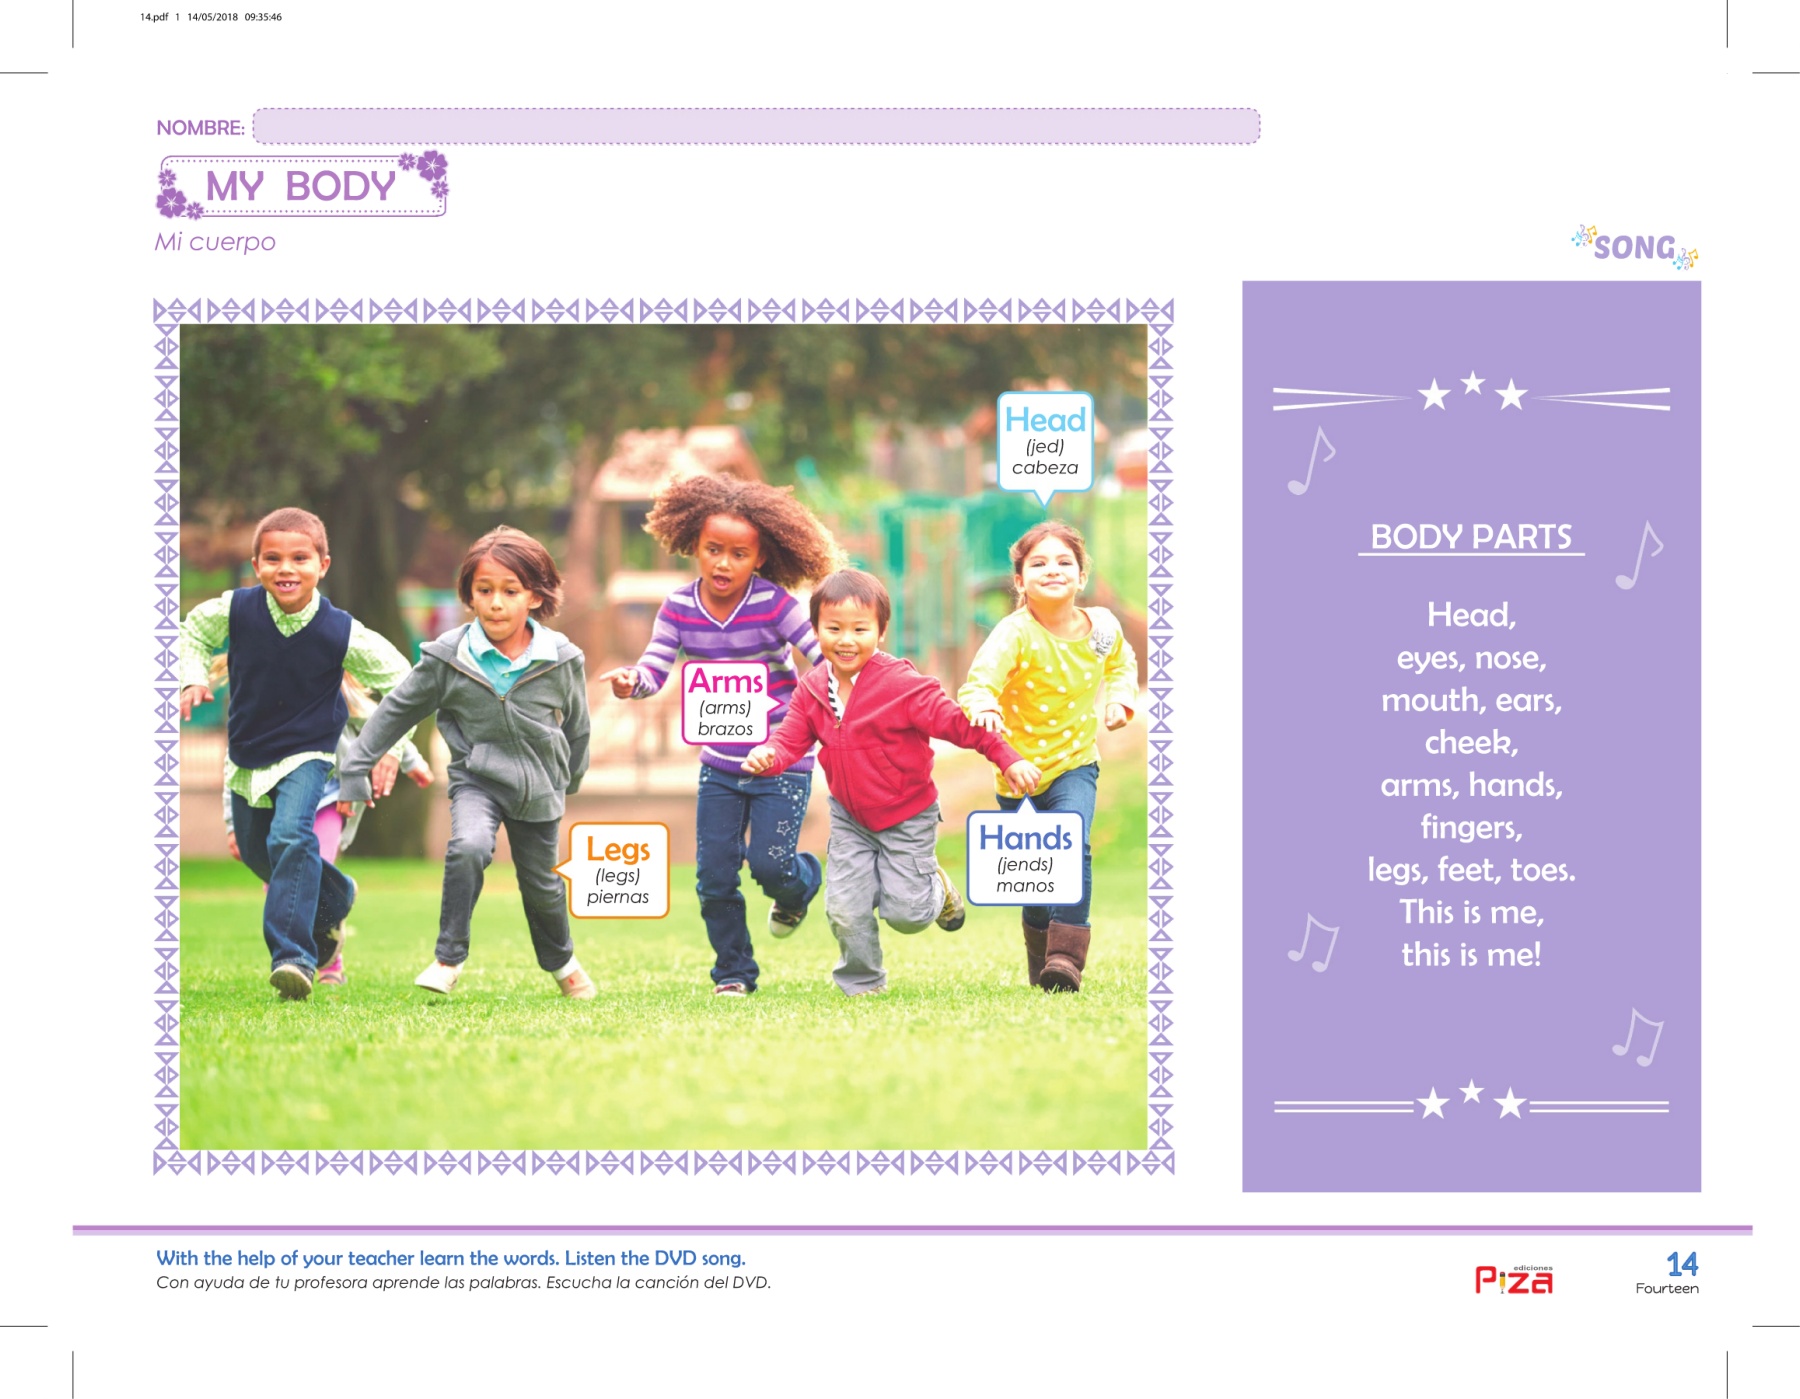 14.pdf 1 14/05/2018 09:35:46
NOMBRE:
MY BODY
Mi cuerpo
SONG
Head
(jed)
cabeza
Arms
(arms)
brazos
Legs
(legs)
piernas
Hands
(jends)
manos
BODY PARTS
Head,
eyes, nose,
mouth, ears,
cheek,
arms, hands,
fingers,
legs, feet, toes.
This is me,
this is me!
With the help of your teacher learn the words. Listen the DVD song.
Con ayuda de tu profesora aprende las palabras. Escucha la canción del DVD.
ediciones
Piza
14
Fourteen